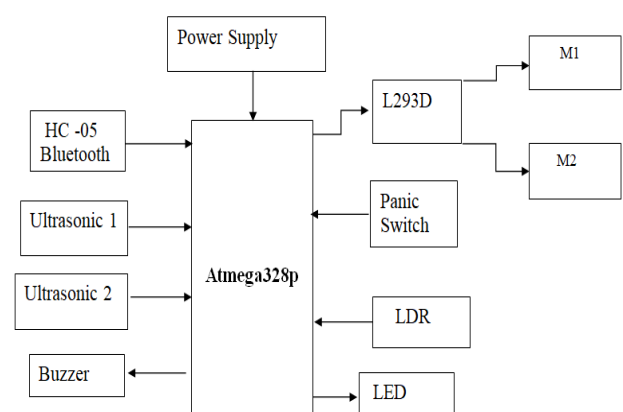 Power Supply
M1
L293D
HC -05
Bluetooth
M2
Panic
Switch
Ultrasonic 1
Atmega328p
Ultrasonic 2
LDR
Buzzer
LED